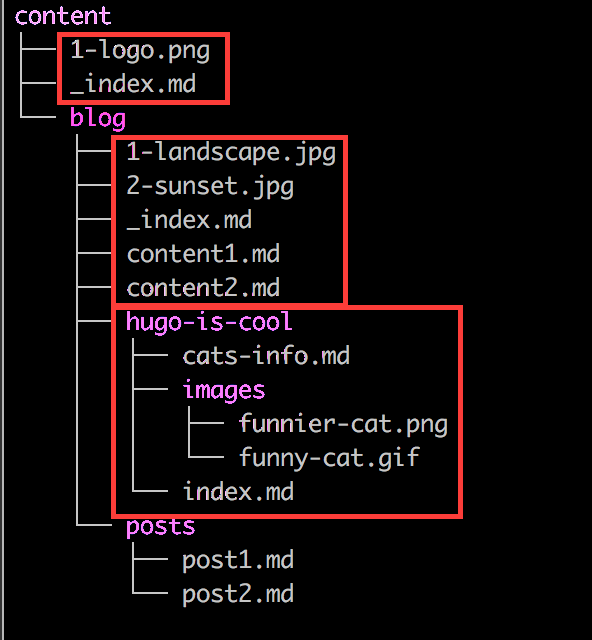 content
1-logo.png
_index.md
blog
1-landscape.jpg
2-sunset.jpg
_index.md
content1.md
content2.md
hugo-is-cool
cats-info.md
images
funnier-cat.png
funny-cat.gif
index.md
posts
post1.md
post2.md